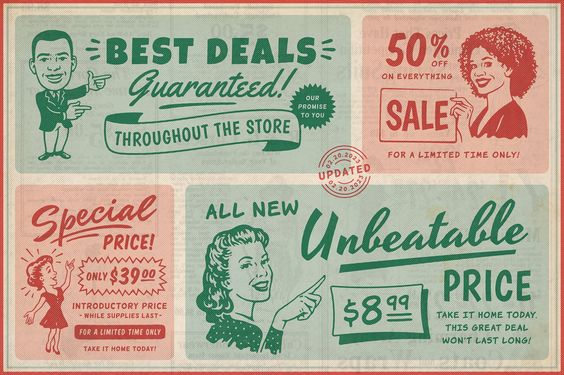 BEST DEALS
Guaranteed!
THROUGHOUT THE STORE
OUR
PROMISE
TO YOU
50% OFF
ON EVERYTHING
SALE
FOR A LIMITED TIME ONLY!
02.20.2023
UPDATED
02.20.2023
Special
PRICE!
ONLY $39.00
INTRODUCTORY PRICE
- WHILE SUPPLIES LAST -
FOR A LIMITED TIME ONLY
TAKE IT HOME TODAY!
ALL NEW
Unbeatable
PRICE
$8.99
TAKE IT HOME TODAY.
THIS GREAT DEAL
WON'T LAST LONG!